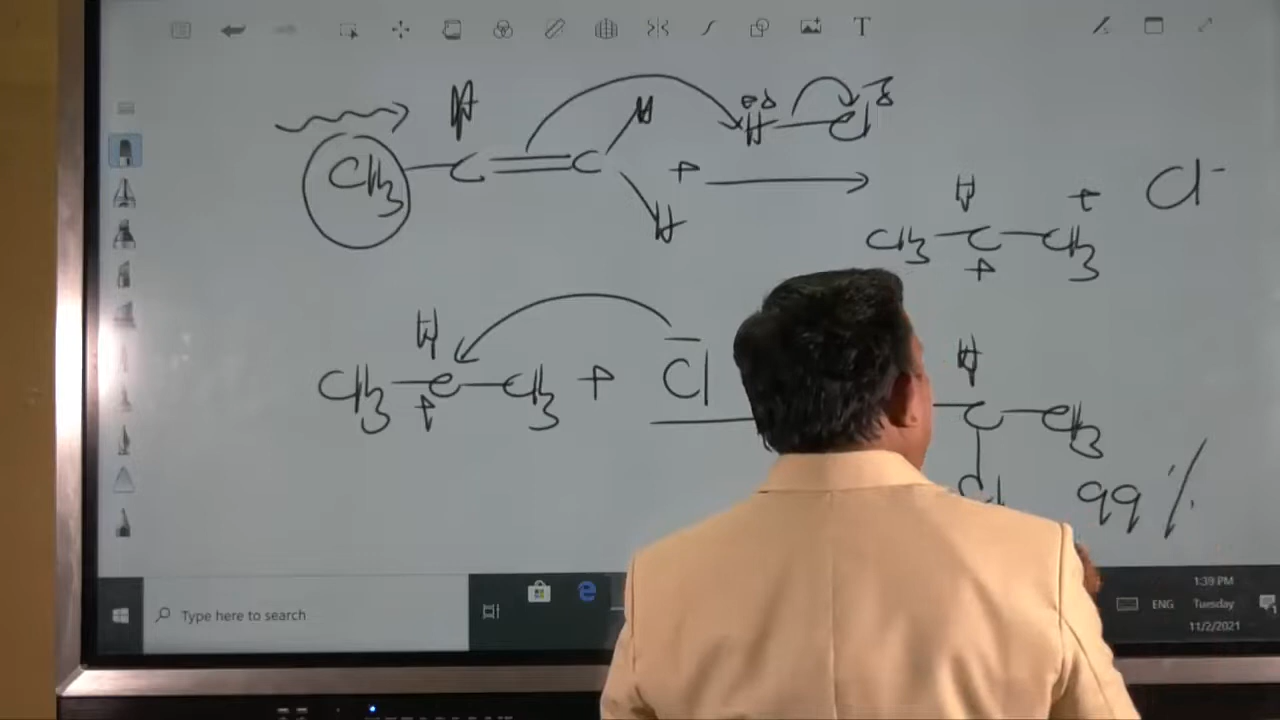 H H
⊕δ -δ
H — Cl
CH3 — C = C + →
H
H + Cl-
CH3 — C — CH3
+
H
CH3 — C — CH3 + Cl
+
H
— C — CH3
Cl 99 %
Type here to search
ENG
1:39 PM
Tuesday
11/2/2021
T